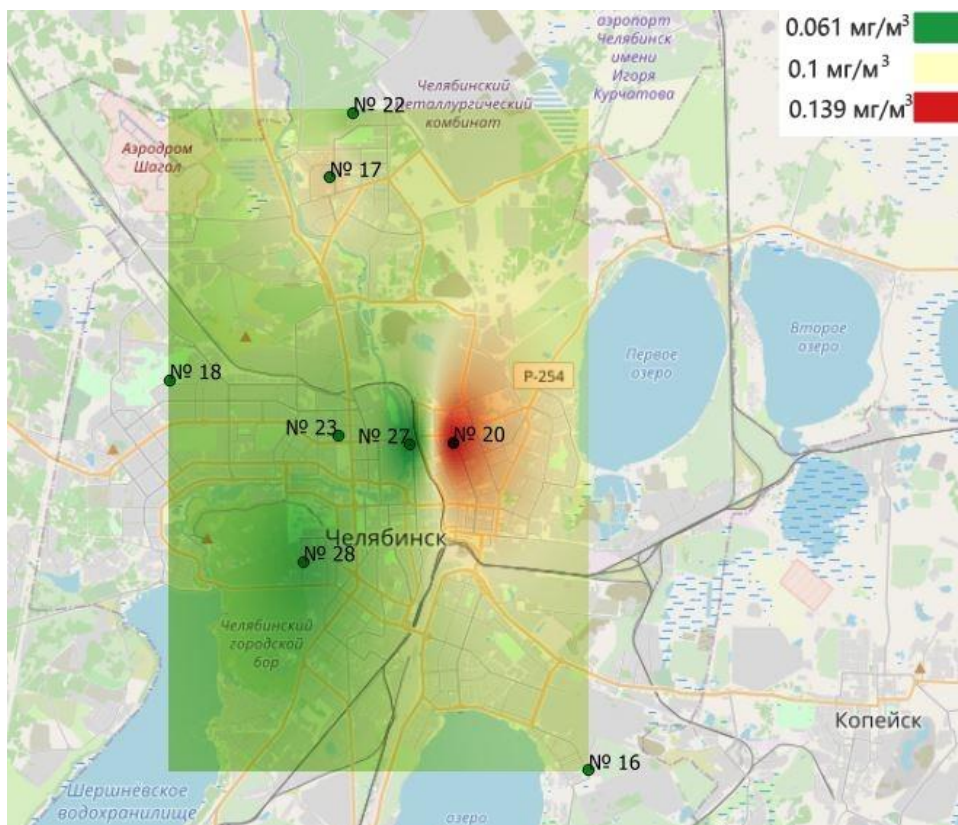 0.061 мг/м³
0.1 мг/м³
0.139 мг/м³
аэропорт
Челябинск
имени
Игоря
Курчатова
№ 22
Челябинский
металлургический
комбинат
Аэродром
Шагол
№ 17
Первое
озеро
Второе
озеро
Р-254
№ 18
№ 23
№ 27
№ 20
Челябинск
№ 28
Челябинский
городской
бор
Копейск
№ 16
Шершнёвское
водохранилище
озеро